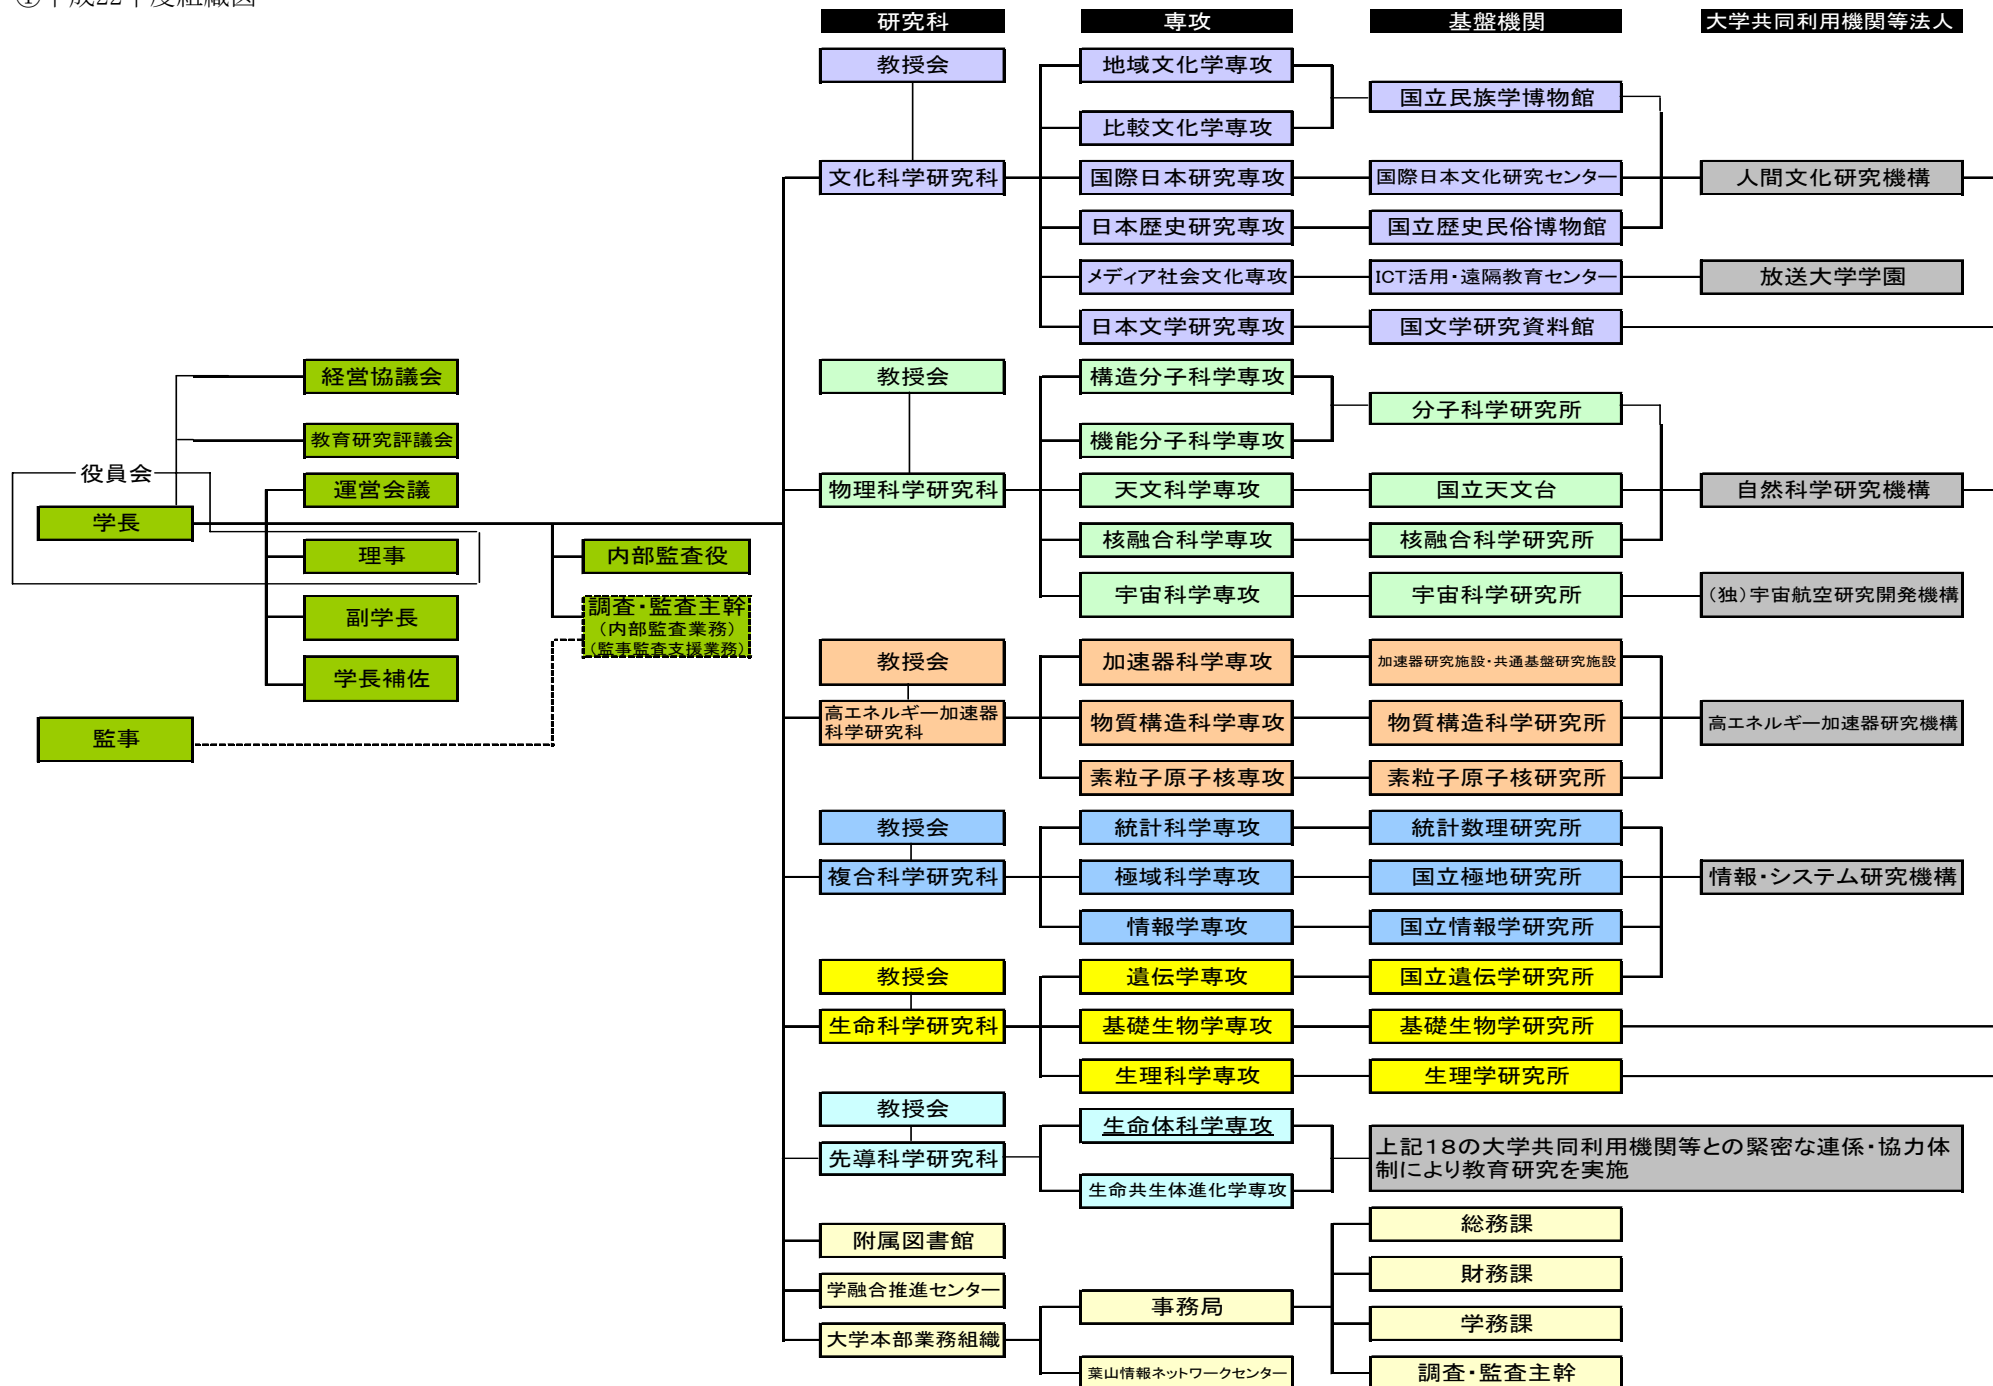 ①平成22年度組織図
研究科
専攻
基盤機関
大学共同利用機関等法人
教授会
地域文化学専攻
国立民族学博物館
比較文化学専攻
文化科学研究科
国際日本研究専攻
国際日本文化研究センター
人間文化研究機構
日本歴史研究専攻
国立歴史民俗博物館
メディア社会文化専攻
ICT活用・遠隔教育センター
放送大学学園
日本文学研究専攻
国文学研究資料館
経営協議会
教育研究評議会
役員会
運営会議
学長
理事
内部監査役
副学長
調査・監査主幹
(内部監査業務)
(監事監査支援業務)
学長補佐
監事
教授会
構造分子科学専攻
分子科学研究所
機能分子科学専攻
物理科学研究科
天文科学専攻
国立天文台
自然科学研究機構
核融合科学専攻
核融合科学研究所
宇宙科学専攻
宇宙科学研究所
(独)宇宙航空研究開発機構
教授会
加速器科学専攻
加速器研究施設・共通基盤研究施設
高エネルギー加速器
科学研究科
物質構造科学専攻
物質構造科学研究所
高エネルギー加速器研究機構
素粒子原子核専攻
素粒子原子核研究所
教授会
統計科学専攻
統計数理研究所
複合科学研究科
極域科学専攻
国立極地研究所
情報・システム研究機構
情報学専攻
国立情報学研究所
教授会
遺伝学専攻
国立遺伝学研究所
生命科学研究科
基礎生物学専攻
基礎生物学研究所
生理科学専攻
生理学研究所
教授会
生命体科学専攻
先導科学研究科
上記18の大学共同利用機関等との緊密な連係・協力体
制により教育研究を実施
生命共生体進化学専攻
附属図書館
総務課
学融合推進センター
財務課
大学本部業務組織
事務局
学務課
葉山情報ネットワークセンター
調査・監査主幹